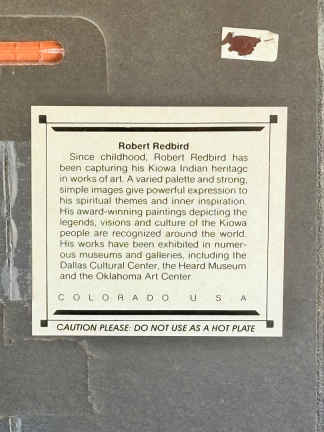 Robert Redbird
Since childhood, Robert Redbird has
been capturing his Kiowa Indian heritage
in works of art. A varied palette and strong,
simple images give powerful expression to
his spiritual themes and inner inspiration.
His award-winning paintings depicting the
legends, visions and culture of the Kiowa
people are recognized around the world.
His works have been exhibited in numer-
ous museums and galleries, including the
Dallas Cultural Center, the Heard Museum
and the Oklahoma Art Center
COLORADO USA
CAUTION PLEASE: DO NOT USE AS A HOT PLATE